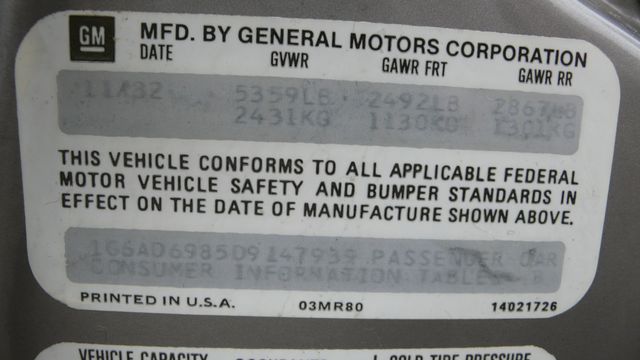 GM
MFD. BY GENERAL MOTORS CORPORATION
DATE GVWR GAWR FRT GAWR RR
5359LB 2492LB 2867LB
2431KG 1130KG 1301KG
THIS VEHICLE CONFORMS TO ALL APPLICABLE FEDERAL
MOTOR VEHICLE SAFETY AND BUMPER STANDARDS IN
EFFECT ON THE DATE OF MANUFACTURE SHOWN ABOVE.
1G6AD6985D9147939 PASSENGER CAR
CONSUMER INFORMATION TABLE
PRINTED IN U.S.A. 03MR80 14021726
VEHICLE CAPACITY OCCUPANTS COLD TIRE PRESSURE